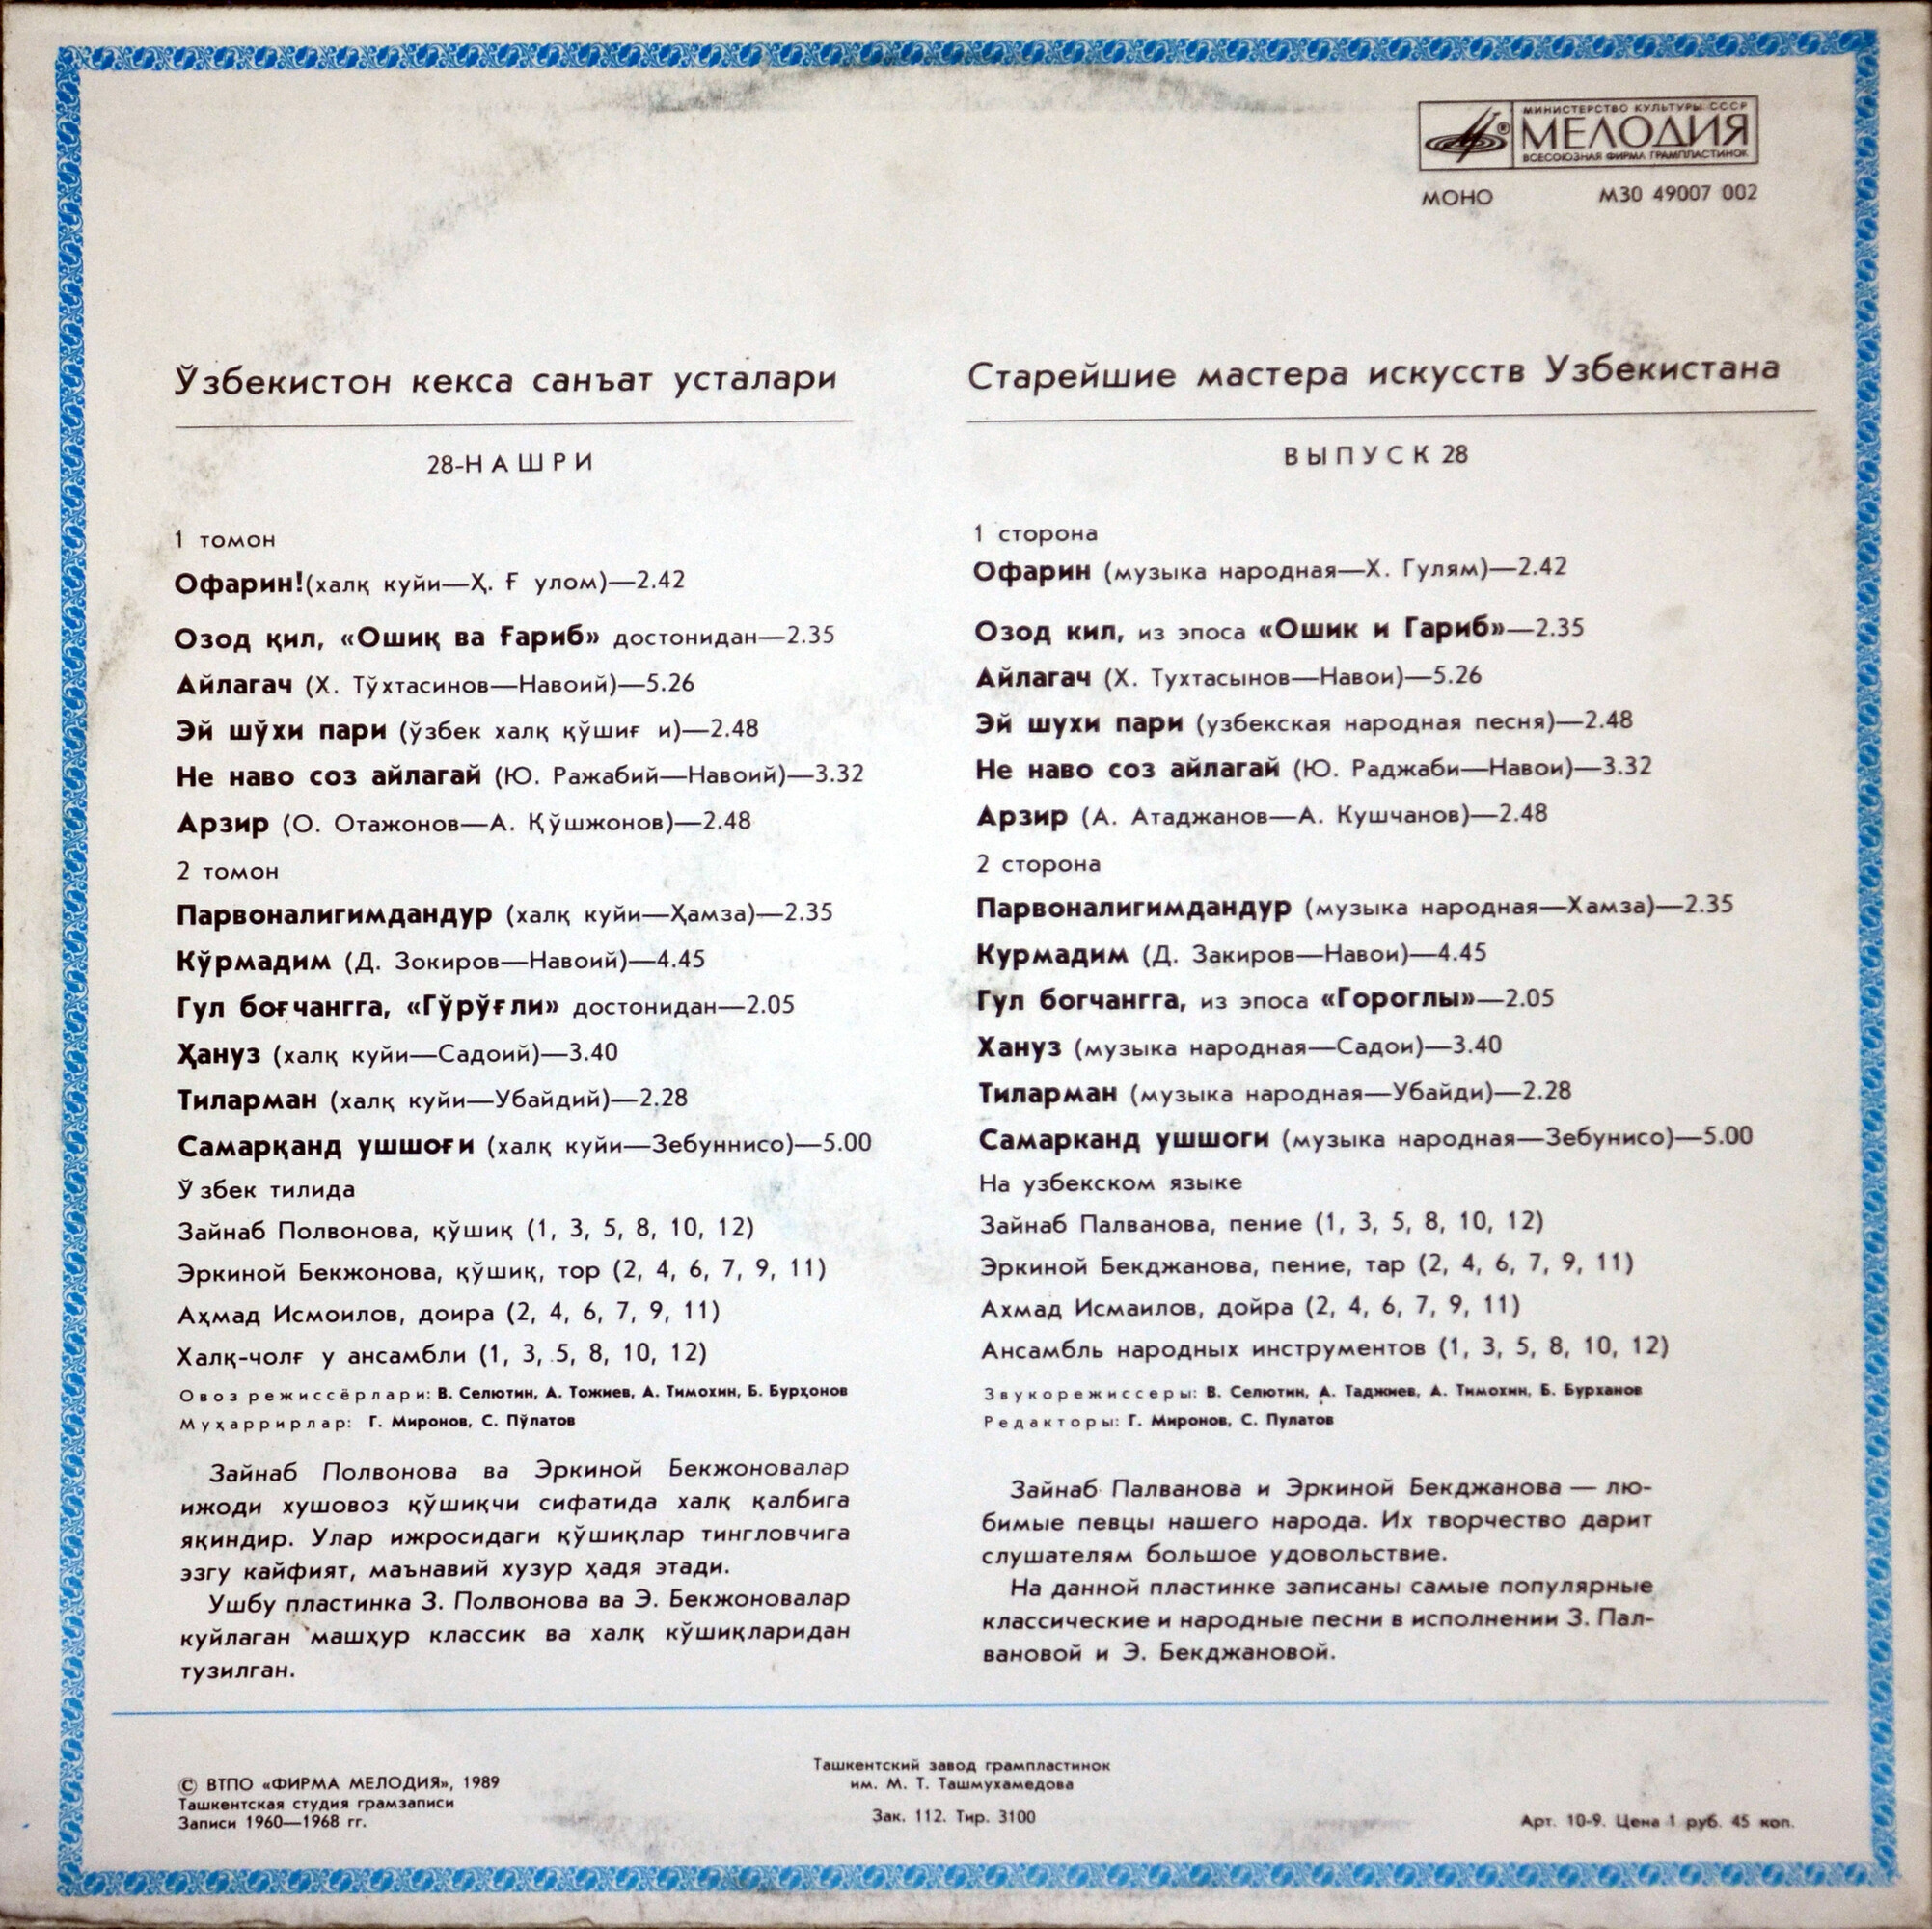 МИНИСТЕРСТВО КУЛЬТУРЫ СССР
МЕЛОДИЯ
ВСЕСОЮЗНАЯ ФИРМА ГРАМПЛАСТИНОК
МОНО М30 49007 002
Ўзбекистон кекса санъат усталари
28-НАШРИ
1 томон
Офарин!(халқ куйи—Ҳ. Ғ улом)—2.42
Озод қил, «Ошиқ ва Ғариб» достонидан—2.35
Айлагач (Х. Тўхтасинов—Навоий)—5.26
Эй шўхи пари (ўзбек халқ қўшиғ и)—2.48
Не наво соз айлагай (Ю. Ражабий—Навоий)—3.32
Арзир (О. Отажонов—А. Қўшжонов)—2.48
2 томон
Парвоналигимдандур (халқ куйи—Ҳамза)—2.35
Кўрмадим (Д. Зокиров—Навоий)—4.45
Гул боғчангга, «Гўрўғли» достонидан—2.05
Ҳануз (халқ куйи—Садоий)—3.40
Тиларман (халқ куйи—Убайдий)—2.28
Самарқанд ушшоғи (халқ куйи—Зебуннисо)—5.00
Ўзбек тилида
Зайнаб Полвонова, қўшиқ (1, 3, 5, 8, 10, 12)
Эркиной Бекжонова, қўшиқ, тор (2, 4, 6, 7, 9, 11)
Аҳмад Исмоилов, доира (2, 4, 6, 7, 9, 11)
Халқ-чолғ у ансамбли (1, 3, 5, 8, 10, 12)
Овоз режиссёрлари: В. Селютин, А. Тожиев, А. Тимохин, Б. Бурҳонов
Муҳаррирлар: Г. Миронов, С. Пўлатов
Зайнаб Полвонова ва Эркиной Бекжоновалар
ижоди хушовоз қўшиқчи сифатида халқ қалбига
яқиндир. Улар ижросидаги қўшиқлар тингловчига
эзгу кайфият, маънавий хузур ҳадя этади.
Ушбу пластинка З. Полвонова ва Э. Бекжоновалар
куйлаган машҳур классик ва халқ қўшиқларидан
тузилган.
Старейшие мастера искусств Узбекистана
ВЫПУСК 28
1 сторона
Офарин (музыка народная—Х. Гулям)—2.42
Озод кил, из эпоса «Ошик и Гариб»—2.35
Айлагач (Х. Тухтасынов—Навои)—5.26
Эй шухи пари (узбекская народная песня)—2.48
Не наво соз айлагай (Ю. Раджаби—Навои)—3.32
Арзир (А. Атаджанов—А. Кушчанов)—2.48
2 сторона
Парвоналигимдандур (музыка народная—Хамза)—2.35
Курмадим (Д. Закиров—Навои)—4.45
Гул богчангга, из эпоса «Гороглы»—2.05
Хануз (музыка народная—Садои)—3.40
Тиларман (музыка народная—Убайди)—2.28
Самарканд ушшоги (музыка народная—Зебунисо)—5.00
На узбекском языке
Зайнаб Палванова, пение (1, 3, 5, 8, 10, 12)
Эркиной Бекджанова, пение, тар (2, 4, 6, 7, 9, 11)
Ахмад Исмаилов, дойра (2, 4, 6, 7, 9, 11)
Ансамбль народных инструментов (1, 3, 5, 8, 10, 12)
Звукорежиссеры: В. Селютин, А. Таджиев, А. Тимохин, Б. Бурханов
Редакторы: Г. Миронов, С. Пулатов
Зайнаб Палванова и Эркиной Бекджанова — лю-
бимые певцы нашего народа. Их творчество дарит
слушателям большое удовольствие.
На данной пластинке записаны самые популярные
классические и народные песни в исполнении З. Пал-
вановой и Э. Бекджановой.
© ВТПО «ФИРМА МЕЛОДИЯ», 1989
Ташкентская студия грамзаписи
Записи 1960—1968 гг.
Ташкентский завод грампластинок
им. М. Т. Ташмухамедова
Зак. 112. Тир. 3100
Арт. 10-9. Цена 1 руб. 45 коп.